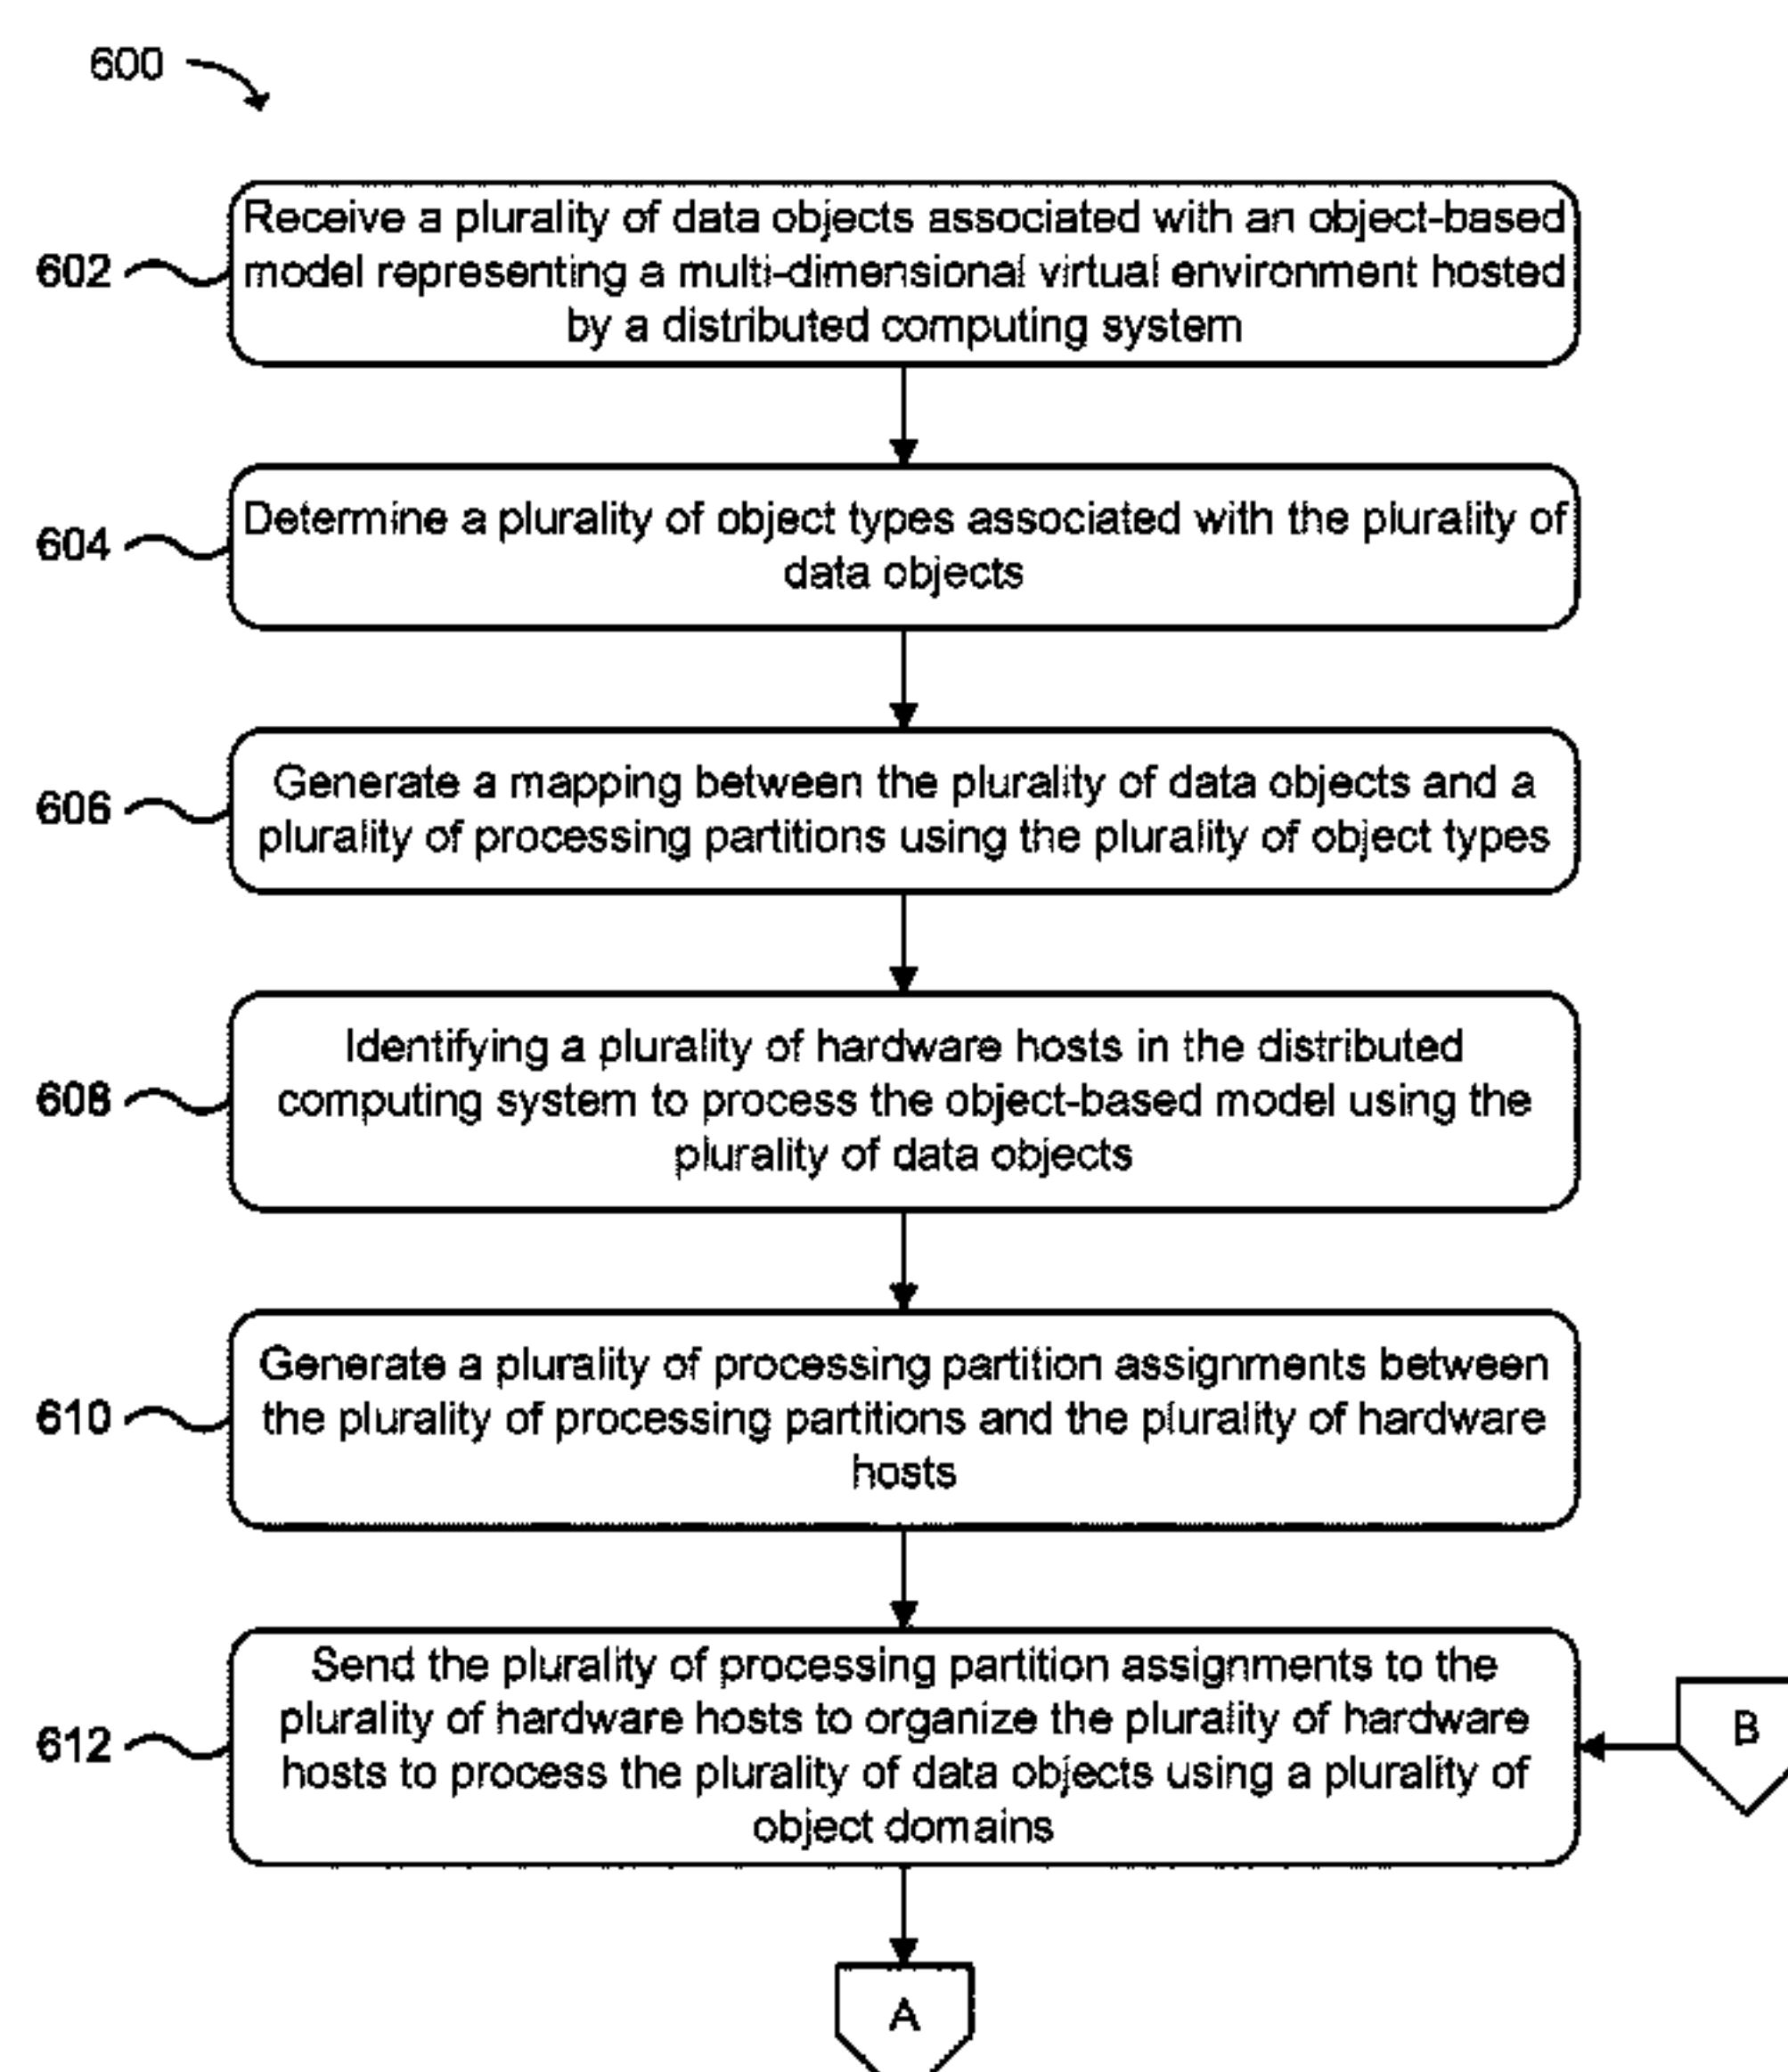 600
602
Receive a plurality of data objects associated with an object-based
model representing a multi-dimensional virtual environment hosted
by a distributed computing system
604
Determine a plurality of object types associated with the plurality of
data objects
606
Generate a mapping between the plurality of data objects and a
plurality of processing partitions using the plurality of object types
608
Identifying a plurality of hardware hosts in the distributed
computing system to process the object-based model using the
plurality of data objects
610
Generate a plurality of processing partition assignments between
the plurality of processing partitions and the plurality of hardware
hosts
612
Send the plurality of processing partition assignments to the
plurality of hardware hosts to organize the plurality of hardware
hosts to process the plurality of data objects using a plurality of
object domains
B
A